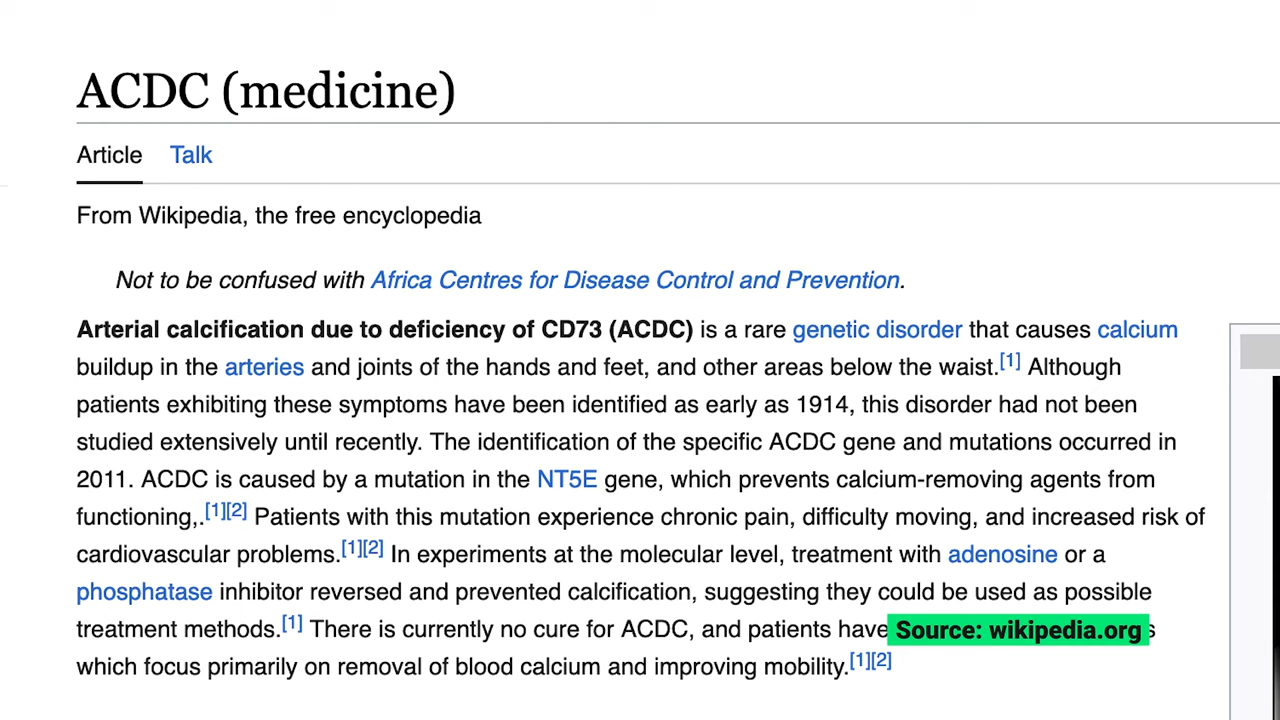 ACDC (medicine)
Article Talk
From Wikipedia, the free encyclopedia
Not to be confused with Africa Centres for Disease Control and Prevention.
Arterial calcification due to deficiency of CD73 (ACDC) is a rare genetic disorder that causes calcium
buildup in the arteries and joints of the hands and feet, and other areas below the waist.[1] Although
patients exhibiting these symptoms have been identified as early as 1914, this disorder had not been
studied extensively until recently. The identification of the specific ACDC gene and mutations occurred in
2011. ACDC is caused by a mutation in the NT5E gene, which prevents calcium-removing agents from
functioning,.[1][2] Patients with this mutation experience chronic pain, difficulty moving, and increased risk of
cardiovascular problems.[1][2] In experiments at the molecular level, treatment with adenosine or a
phosphatase inhibitor reversed and prevented calcification, suggesting they could be used as possible
treatment methods.[1] There is currently no cure for ACDC, and patients have Source: wikipedia.org
which focus primarily on removal of blood calcium and improving mobility.[1][2]